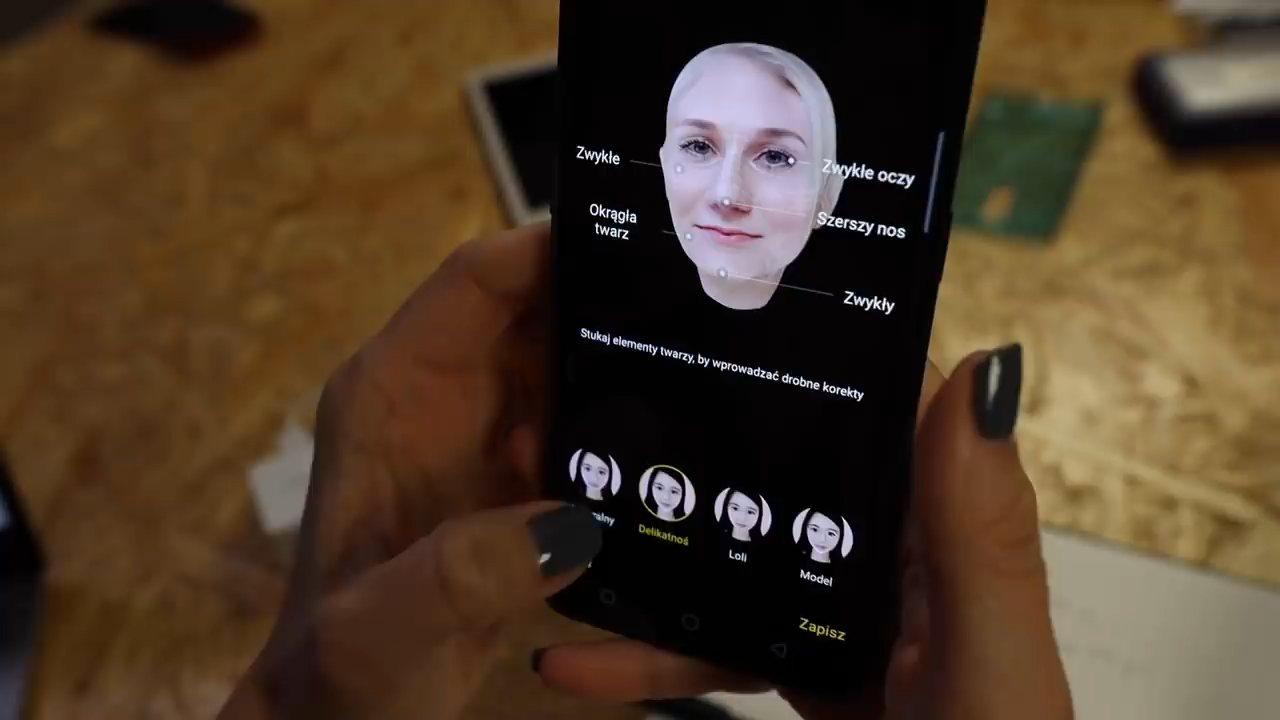 Zwykłe
Zwykłe oczy
Okrągła
twarz
Szerszy nos
Zwykły
Stukaj elementy twarzy, by wprowadzać drobne korekty
Delikatnoś
Loli
Model
Zapisz